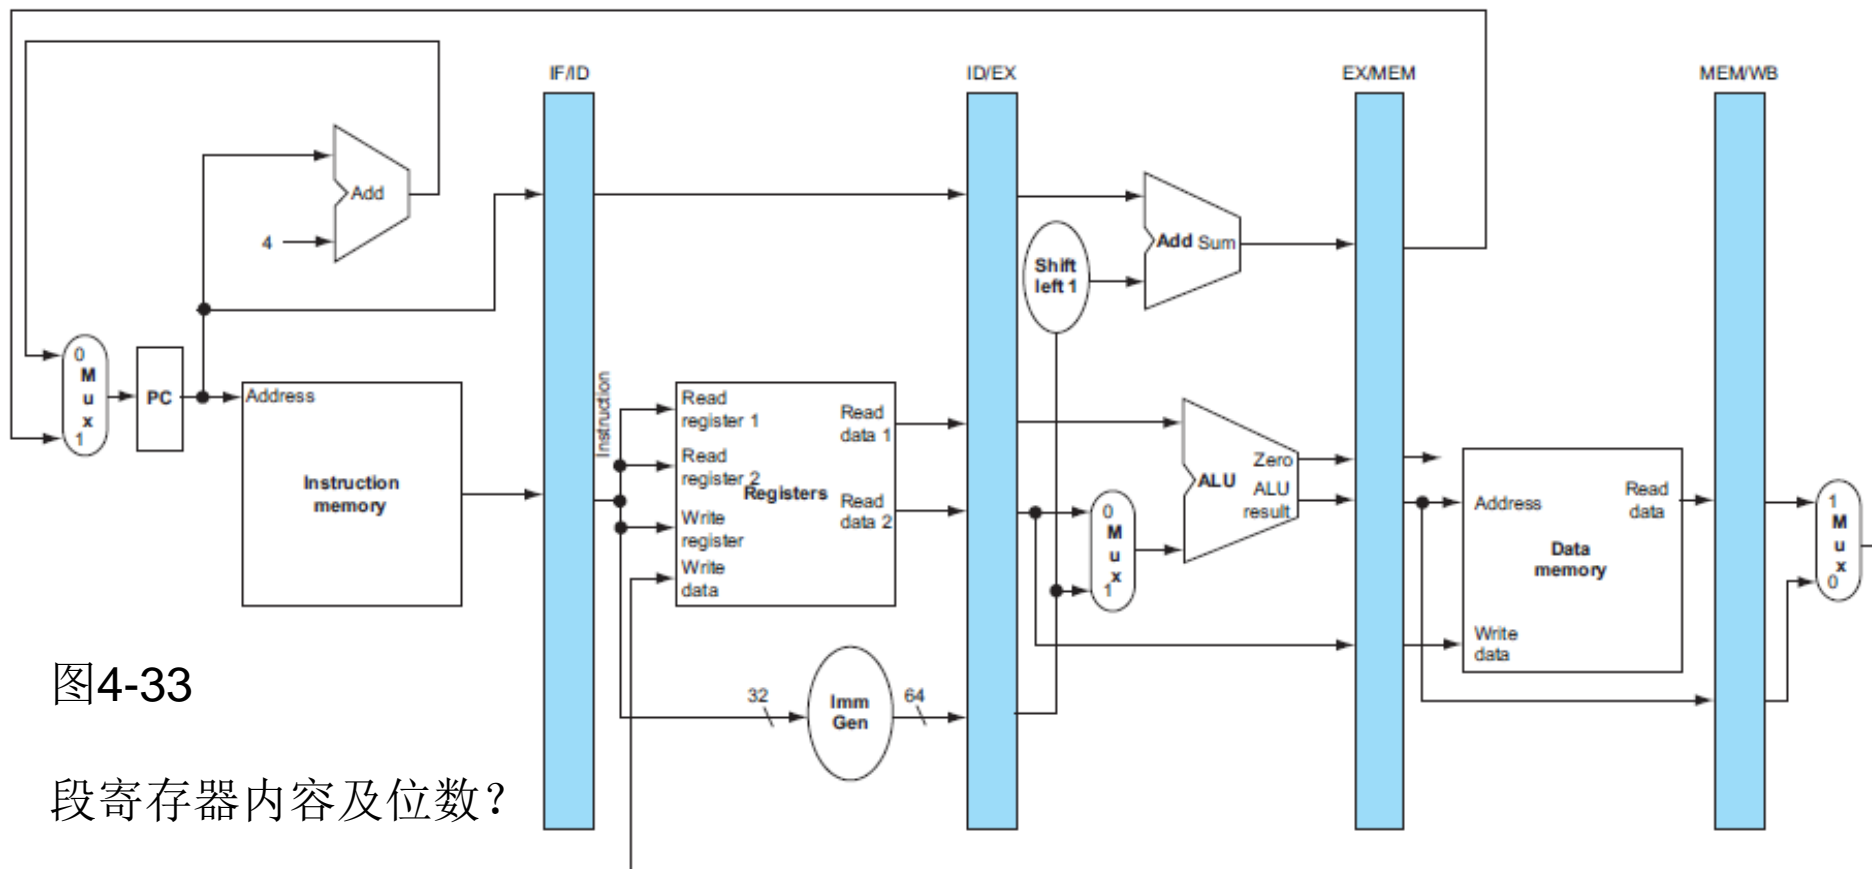 IF/ID
ID/EX
EX/MEM
MEM/WB
Add
4
Add Sum
Shift
left 1
0
M
u
x
1
PC
Address
Instruction
memory
Instruction
Read
register 1
Read
register 2
Write
register
Write
data
Registers
Read
data 1
Read
data 2
0
M
u
x
1
Zero
ALU
ALU
result
Address
Read
data
Data
memory
Write
data
1
M
u
x
0
32
Imm
Gen
64
图4-33
段寄存器内容及位数？